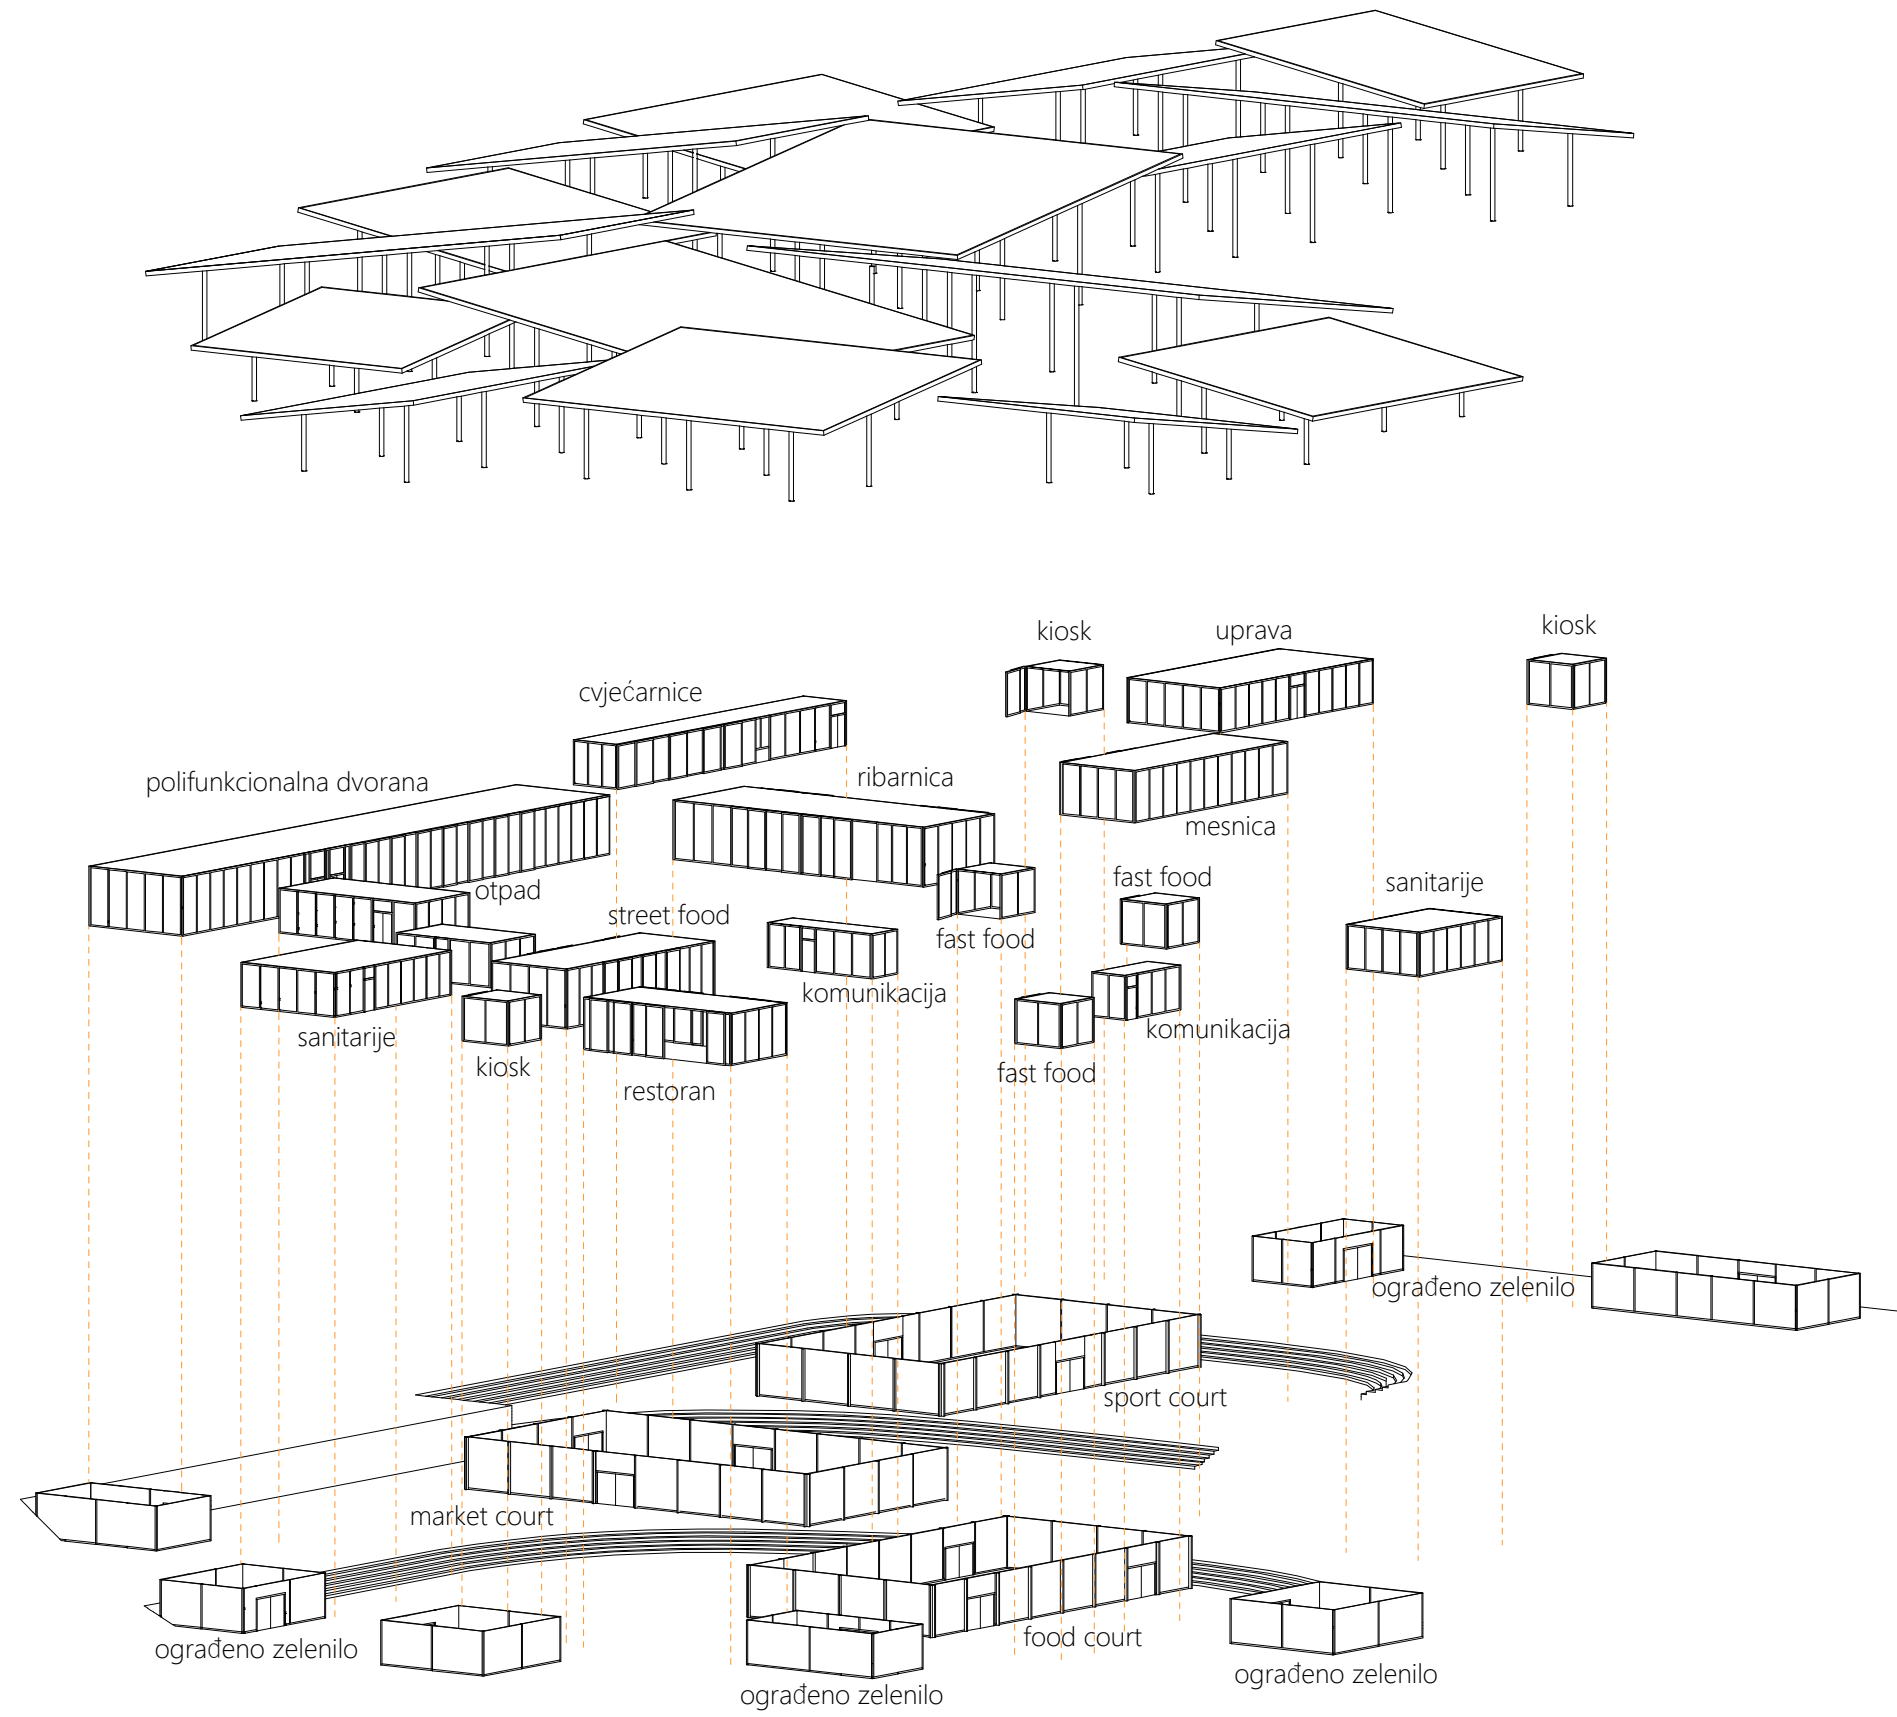 kiosk
uprava
kiosk
cvjećarnice
polifunkcionalna dvorana
ribarnica
mesnica
otpad
street food
fast food
fast food
sanitarije
komunikacija
komunikacija
sanitarije
kiosk
restoran
fast food
ograđeno zelenilo
sport court
market court
food court
ograđeno zelenilo
ograđeno zelenilo
ograđeno zelenilo